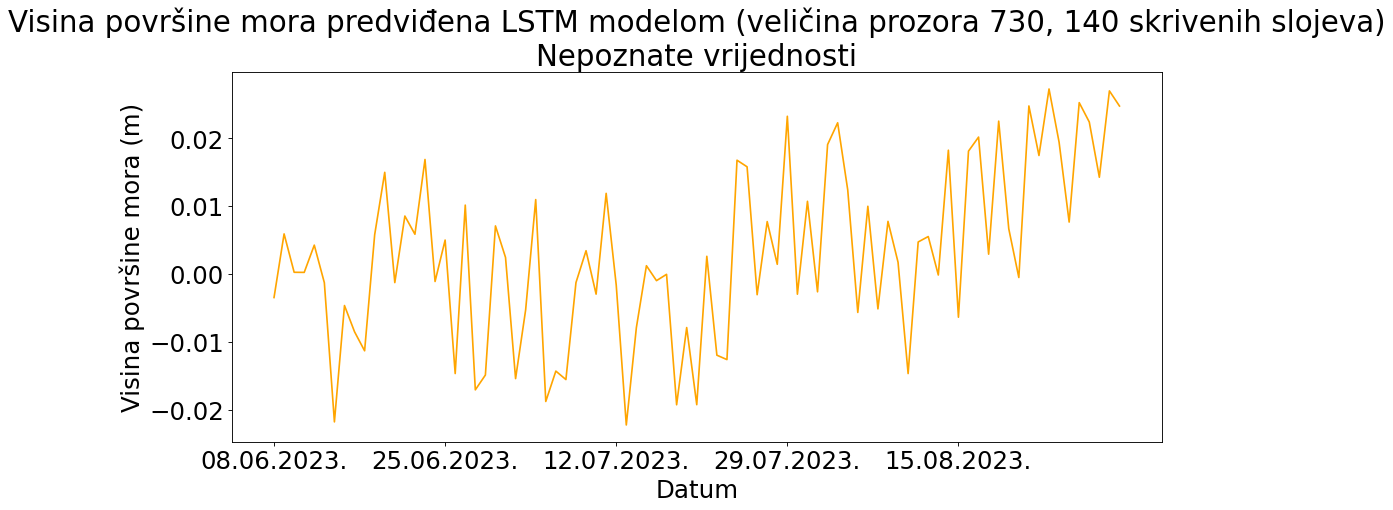 Visina površine mora predviđena LSTM modelom (veličina prozora 730, 140 skrivenih slojeva)
Nepoznate vrijednosti
Visina površine mora (m)
0.02
0.01
0.00
−0.01
−0.02
08.06.2023.
25.06.2023.
12.07.2023.
29.07.2023.
15.08.2023.
Datum